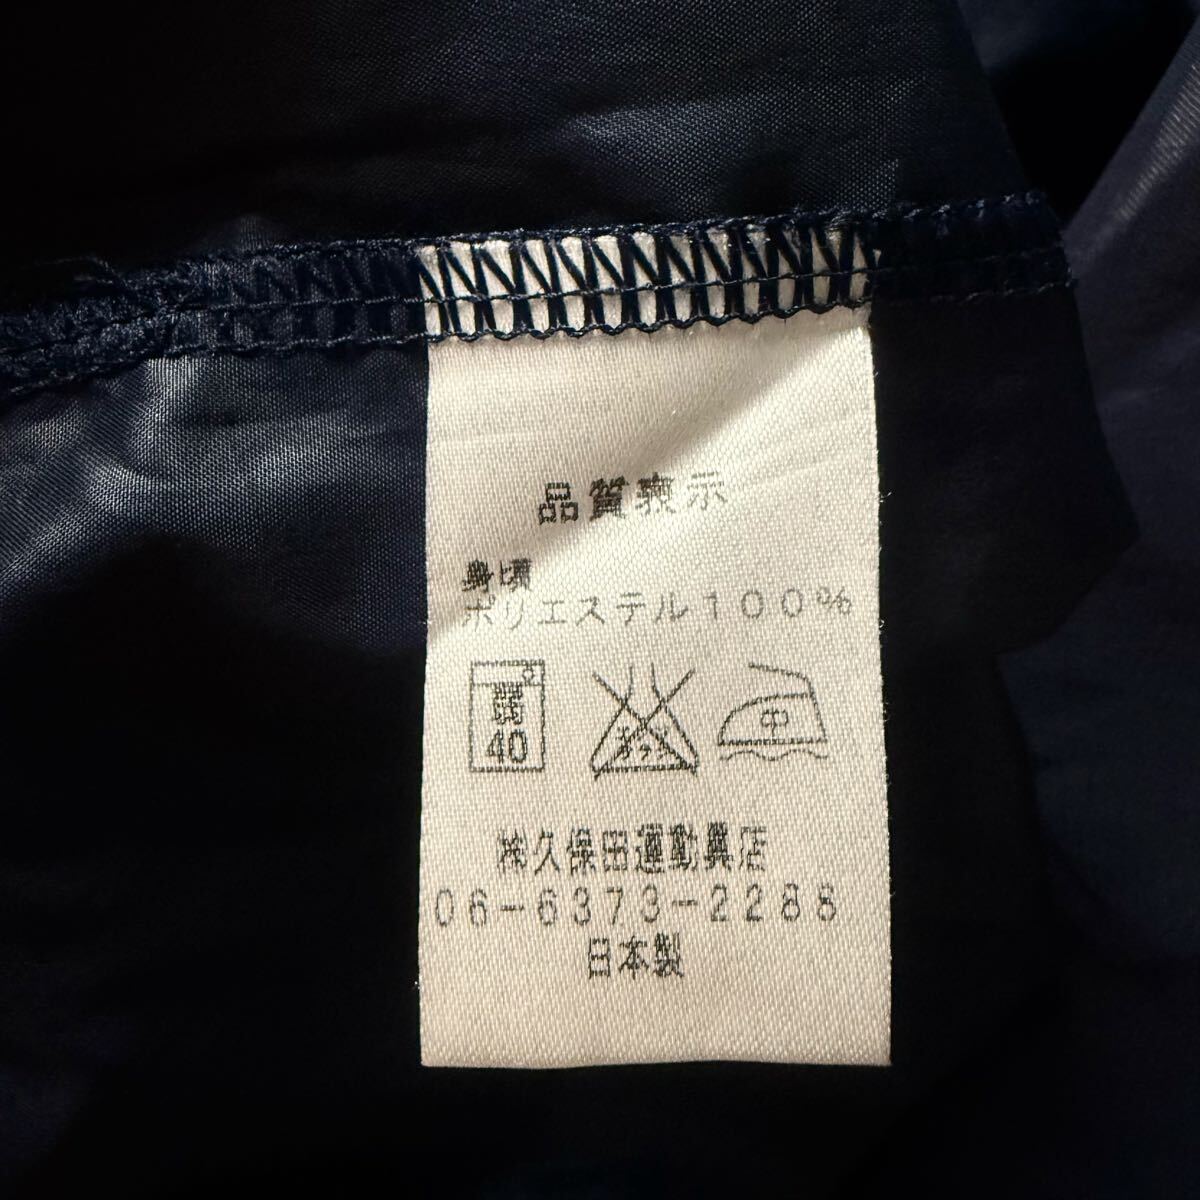 品質表示
身頃
ポリエステル100%
弱
40
中
㈱久保田運動具店
06-6373-2288
日本製